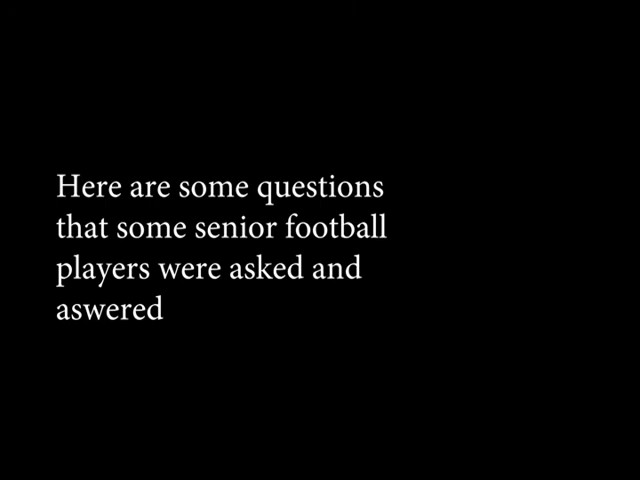 Here are some questions
that some senior football
players were asked and
aswered